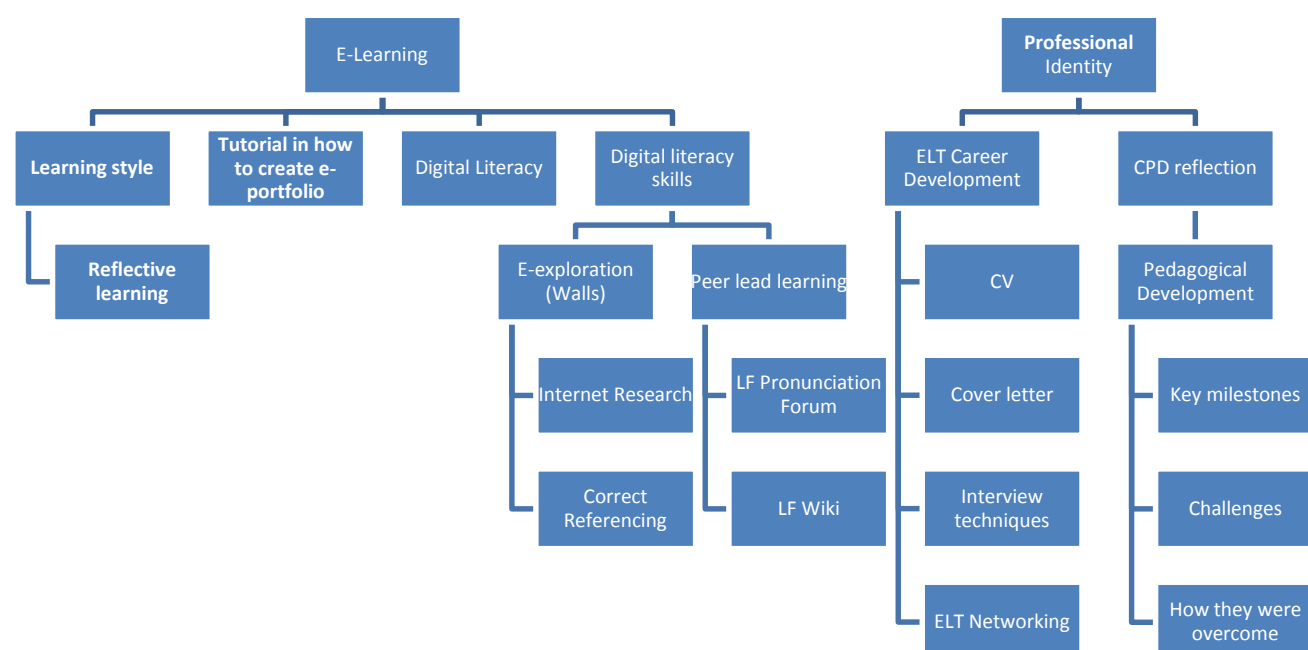 E-Learning
Professional
Identity
Learning style
Tutorial in how
to create e-
portfolio
Digital Literacy
Digital literacy
skills
ELT Career
Development
CPD reflection
Reflective
learning
E-exploration
(Walls)
Peer lead learning
CV
Pedagogical
Development
Internet Research
LF Pronunciation
Forum
Cover letter
Key milestones
Correct
Referencing
LF Wiki
Interview
techniques
Challenges
ELT Networking
How they were
overcome